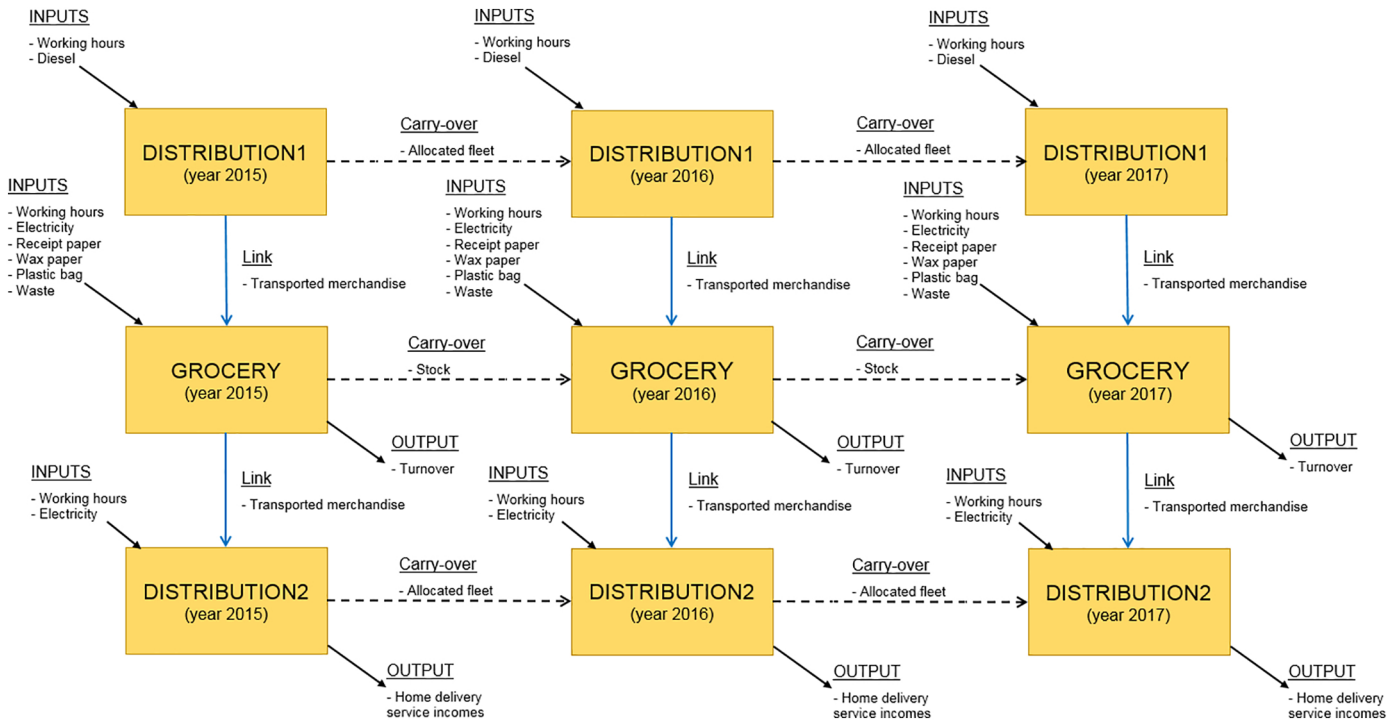 INPUTS
- Working hours
- Diesel
INPUTS
- Working hours
- Diesel
INPUTS
- Working hours
- Diesel
DISTRIBUTION1
(year 2015)
Carry-over
- Allocated fleet
DISTRIBUTION1
(year 2016)
Carry-over
- Allocated fleet
DISTRIBUTION1
(year 2017)
INPUTS
- Working hours
- Electricity
- Receipt paper
- Wax paper
- Plastic bag
- Waste
Link
- Transported merchandise
INPUTS
- Working hours
- Electricity
- Receipt paper
- Wax paper
- Plastic bag
- Waste
Link
- Transported merchandise
INPUTS
- Working hours
- Electricity
- Receipt paper
- Wax paper
- Plastic bag
- Waste
Link
- Transported merchandise
GROCERY
(year 2015)
Carry-over
- Stock
GROCERY
(year 2016)
Carry-over
- Stock
GROCERY
(year 2017)
OUTPUT
- Turnover
OUTPUT
- Turnover
OUTPUT
- Turnover
INPUTS
- Working hours
- Electricity
Link
- Transported merchandise
INPUTS
- Working hours
- Electricity
Link
- Transported merchandise
INPUTS
- Working hours
- Electricity
Link
- Transported merchandise
DISTRIBUTION2
(year 2015)
Carry-over
- Allocated fleet
DISTRIBUTION2
(year 2016)
Carry-over
- Allocated fleet
DISTRIBUTION2
(year 2017)
OUTPUT
- Home delivery
service incomes
OUTPUT
- Home delivery
service incomes
OUTPUT
- Home delivery
service incomes